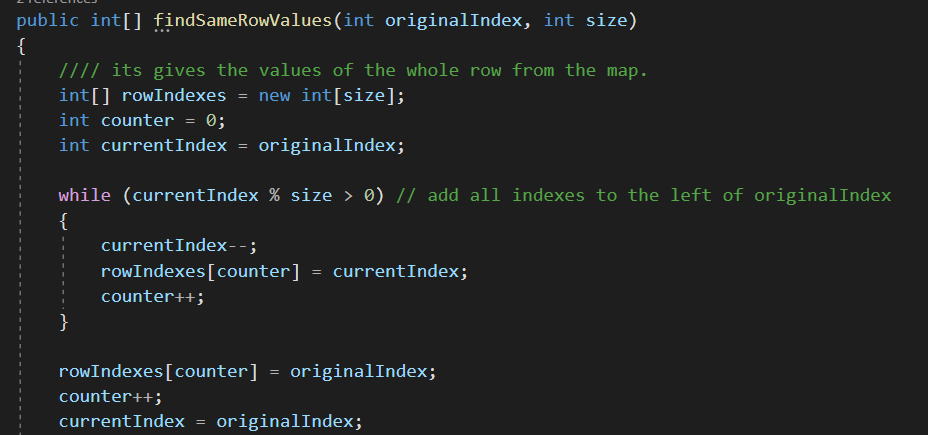 2 references
public int[] findSameRowValues(int originalIndex, int size)
{
//// its gives the values of the whole row from the map.
int[] rowIndexes = new int[size];
int counter = 0;
int currentIndex = originalIndex;
while (currentIndex % size > 0) // add all indexes to the left of originalIndex
{
currentIndex--;
rowIndexes[counter] = currentIndex;
counter++;
}
rowIndexes[counter] = originalIndex;
counter++;
currentIndex = originalIndex;